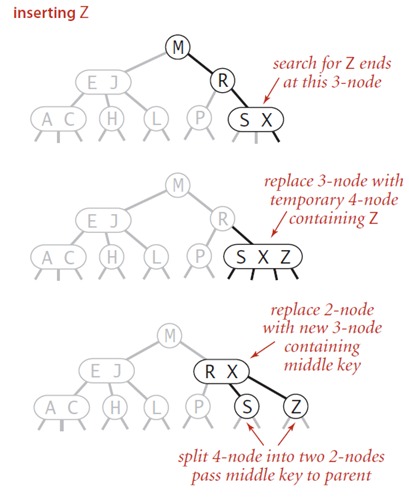 inserting Z
M
search for Z ends
at this 3-node
E J
R
A C H L P S X
replace 3-node with
temporary 4-node
containing Z
M
E J
R
A C H L P S X Z
replace 2-node
with new 3-node
containing
middle key
M
E J
R X
A C H L P S Z
split 4-node into two 2-nodes
pass middle key to parent